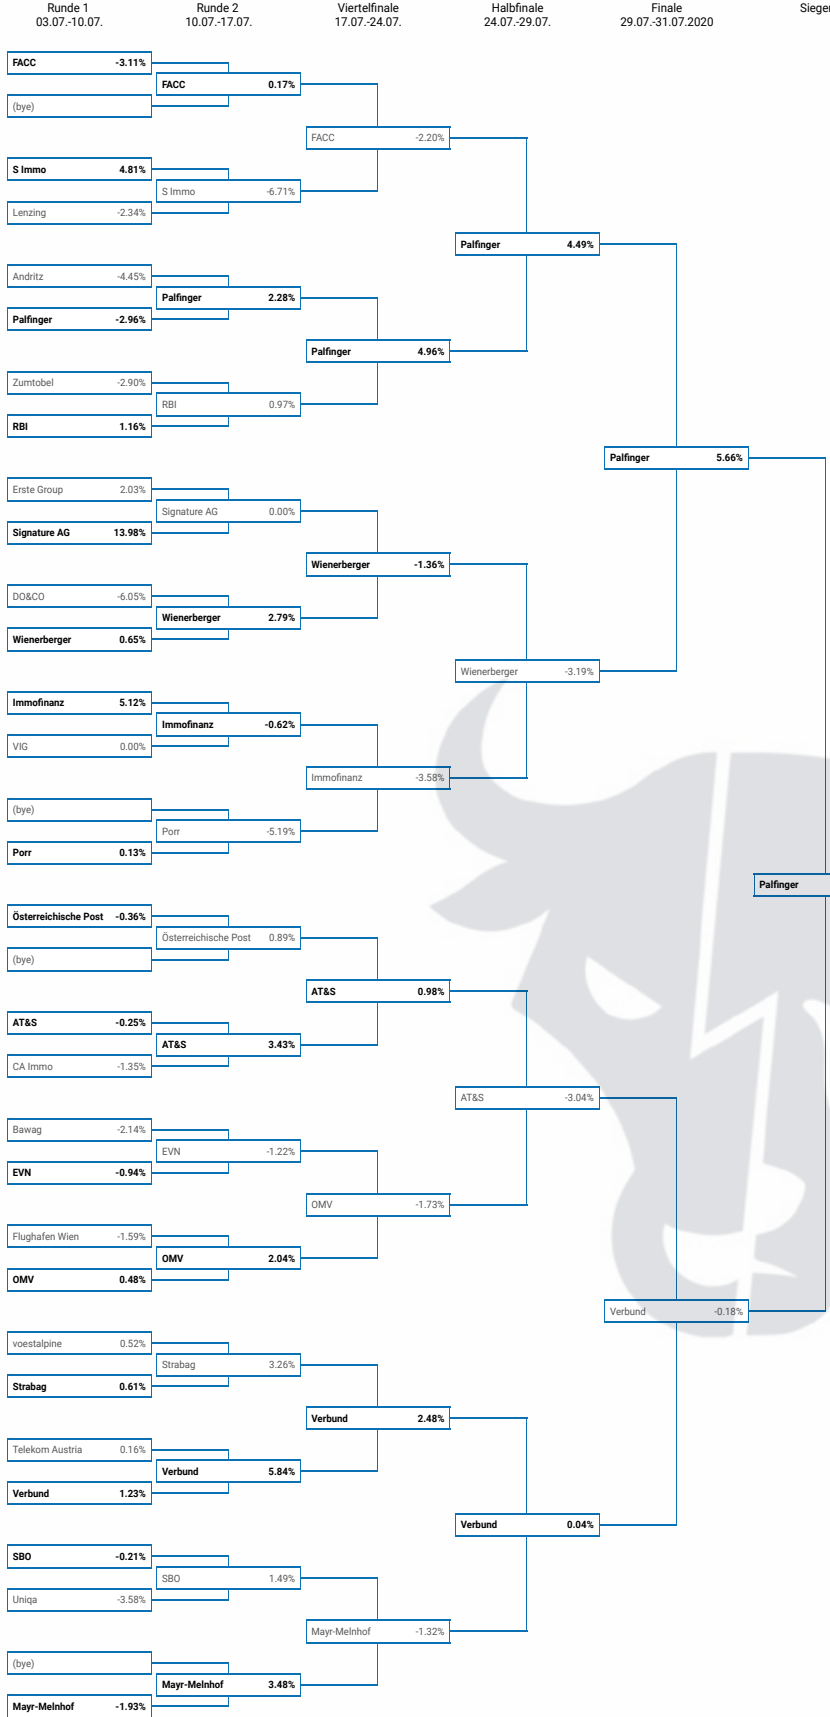 Runde 1
03.07.-10.07.
Runde 2
10.07.-17.07.
Viertelfinale
17.07.-24.07.
Halbfinale
24.07.-29.07.
Finale
29.07.-31.07.2020
Sieger
FACC -3.11%
(bye)
S Immo 4.81%
Lenzing -2.34%
Andritz -4.45%
Palfinger -2.96%
Zumtobel -2.90%
RBI 1.16%
Erste Group 2.03%
Signature AG 13.98%
DO&CO -6.05%
Wienerberger 0.65%
Immofinanz 5.12%
VIG 0.00%
(bye)
Porr 0.13%
Österreichische Post -0.36%
(bye)
AT&S -0.25%
CA Immo -1.35%
Bawag -2.14%
EVN -0.94%
Flughafen Wien -1.59%
OMV 0.48%
voestalpine 0.52%
Strabag 0.61%
Telekom Austria 0.16%
Verbund 1.23%
SBO -0.21%
Uniqa -3.58%
(bye)
Mayr-Melnhof -1.93%
FACC 0.17%
S Immo -6.71%
Palfinger 2.28%
RBI 0.97%
Signature AG 0.00%
Wienerberger 2.79%
Immofinanz -0.62%
Porr -5.19%
Österreichische Post 0.89%
AT&S 3.43%
EVN -1.22%
OMV 2.04%
Strabag 3.26%
Verbund 5.84%
SBO 1.49%
Mayr-Melnhof 3.48%
FACC -2.20%
Palfinger 4.96%
Wienerberger -1.36%
Immofinanz -3.58%
AT&S 0.98%
OMV -1.73%
Verbund 2.48%
Mayr-Melnhof -1.32%
Palfinger 4.49%
Wienerberger -3.19%
AT&S -3.04%
Verbund 0.04%
Palfinger 5.66%
Verbund -0.18%
Palfinger